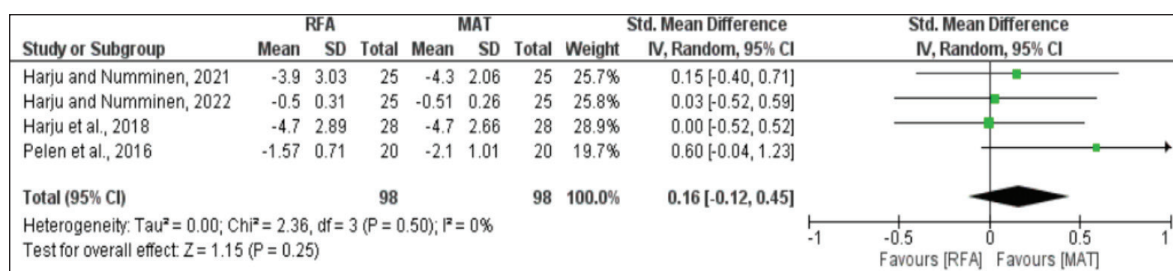 RFA MAT Std. Mean Difference Std. Mean Difference
Study or Subgroup Mean SD Total Mean SD Total Weight IV, Random, 95% CI IV, Random, 95% CI
Harju and Numminen, 2021 -3.9 3.03 25 -4.3 2.06 25 25.7% 0.15 [-0.40, 0.71]
Harju and Numminen, 2022 -0.5 0.31 25 -0.51 0.26 25 25.8% 0.03 [-0.52, 0.59]
Harju et al., 2018 -4.7 2.89 28 -4.7 2.66 28 28.9% 0.00 [-0.52, 0.52]
Pelen et al., 2016 -1.57 0.71 20 -2.1 1.01 20 19.7% 0.60 [-0.04, 1.23]
Total (95% CI) 98 98 100.0% 0.16 [-0.12, 0.45]
Heterogeneity: Tau² = 0.00; Chi² = 2.36, df = 3 (P = 0.50); I² = 0%
Test for overall effect: Z = 1.15 (P = 0.25)
-1 -0.5 0 0.5 1
Favours [RFA] Favours [MAT]